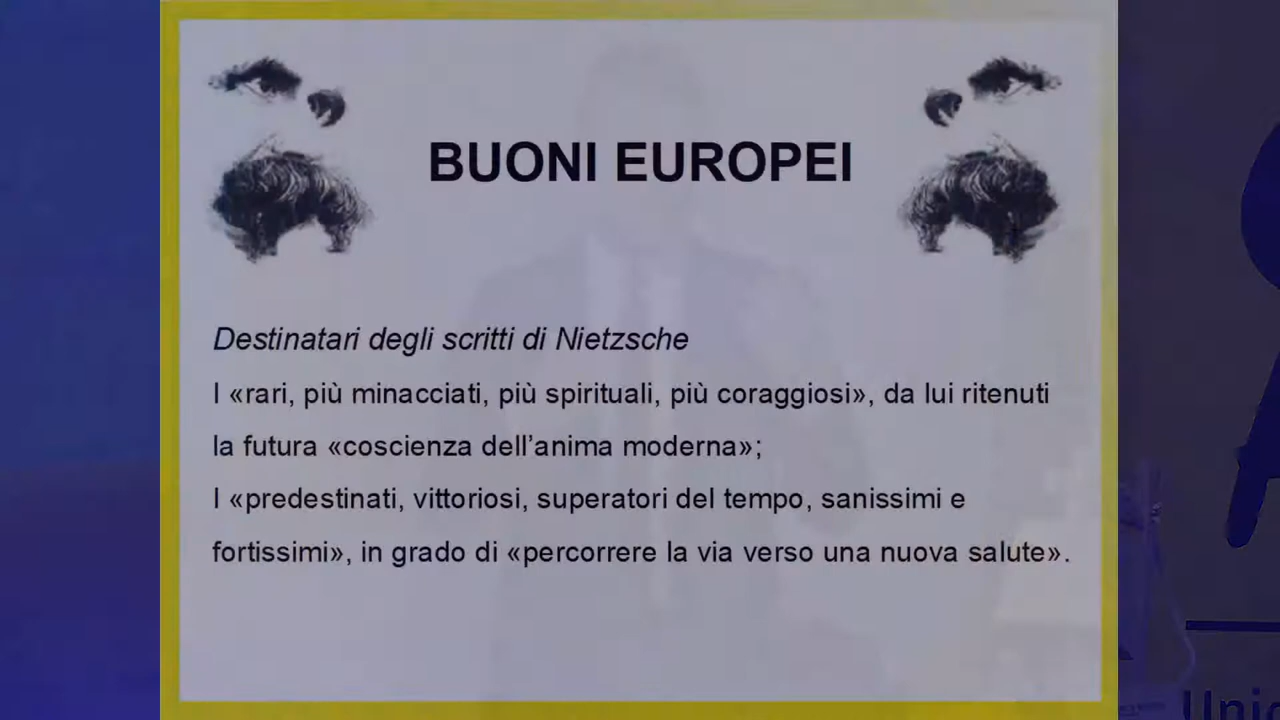 BUONI EUROPEI
Destinatari degli scritti di Nietzsche
I «rari, più minacciati, più spirituali, più coraggiosi», da lui ritenuti
la futura «coscienza dell’anima moderna»;
I «predestinati, vittoriosi, superatori del tempo, sanissimi e
fortissimi», in grado di «percorrere la via verso una nuova salute».